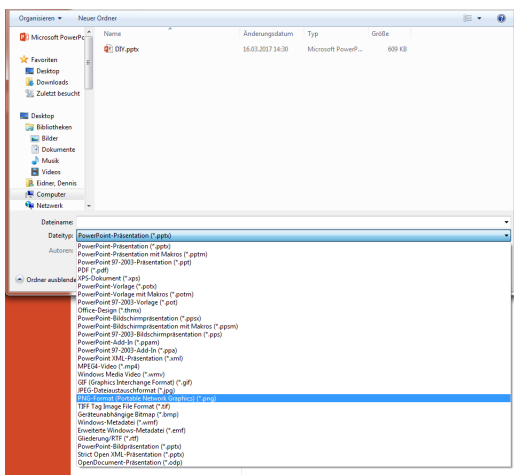 Organisieren Neuer Ordner
Name Änderungsdatum Typ Größe
Microsoft PowerPo
DIY.pptx 16.03.2017 14:30 Microsoft PowerP... 609 KB
Favoriten
Desktop
Downloads
Zuletzt besucht
Desktop
Bibliotheken
Bilder
Dokumente
Musik
Videos
Eidner, Dennis
Computer
Netzwerk
Dateiname:
Dateityp: PowerPoint-Präsentation (*.pptx)
Autoren:
PowerPoint-Präsentation (*.pptx)
PowerPoint-Präsentation mit Makros (*.pptm)
PowerPoint 97-2003-Präsentation (*.ppt)
PDF (*.pdf)
Ordner ausblende
XPS-Dokument (*.xps)
PowerPoint-Vorlage (*.potx)
PowerPoint-Vorlage mit Makros (*.potm)
PowerPoint 97-2003-Vorlage (*.pot)
Office-Design (*.thmx)
PowerPoint-Bildschirmpräsentation (*.ppsx)
PowerPoint-Bildschirmpräsentation mit Makros (*.ppsm)
PowerPoint 97-2003-Bildschirmpräsentation (*.pps)
PowerPoint-Add-In (*.ppam)
PowerPoint 97-2003-Add-In (*.ppa)
PowerPoint XML-Präsentation (*.xml)
MPEG4-Video (*.mp4)
Windows Media Video (*.wmv)
GIF (Graphics Interchange Format) (*.gif)
JPEG-Dateiaustauschformat (*.jpg)
PNG-Format (Portable Network Graphics) (*.png)
TIFF Tag Image File Format (*.tif)
Geräteunabhängige Bitmap (*.bmp)
Windows-Metadatei (*.wmf)
Erweiterte Windows-Metadatei (*.emf)
Gliederung/RTF (*.rtf)
PowerPoint-Bildpräsentation (*.pptx)
Strict Open XML-Präsentation (*.pptx)
OpenDocument-Präsentation (*.odp)